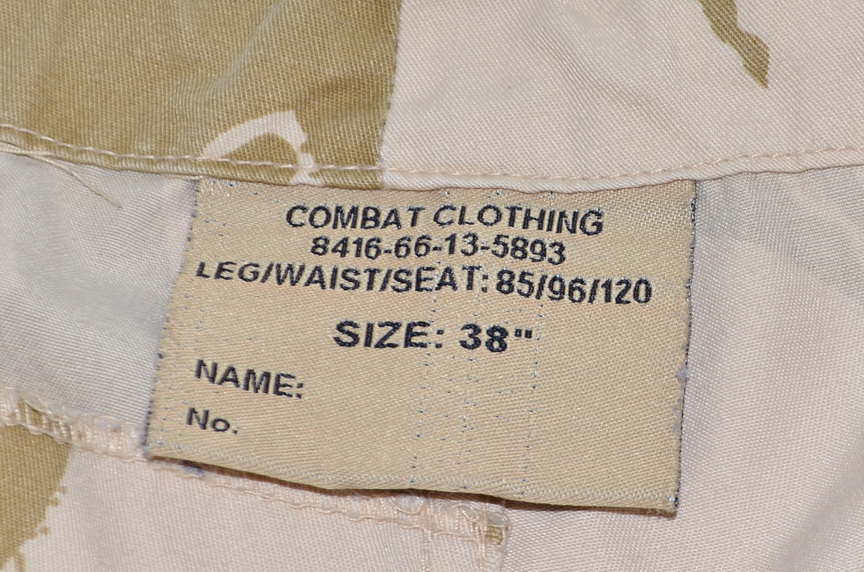 COMBAT CLOTHING
8416-66-13-5893
LEG/WAIST/SEAT: 85/96/120
SIZE: 38"
NAME:
No.